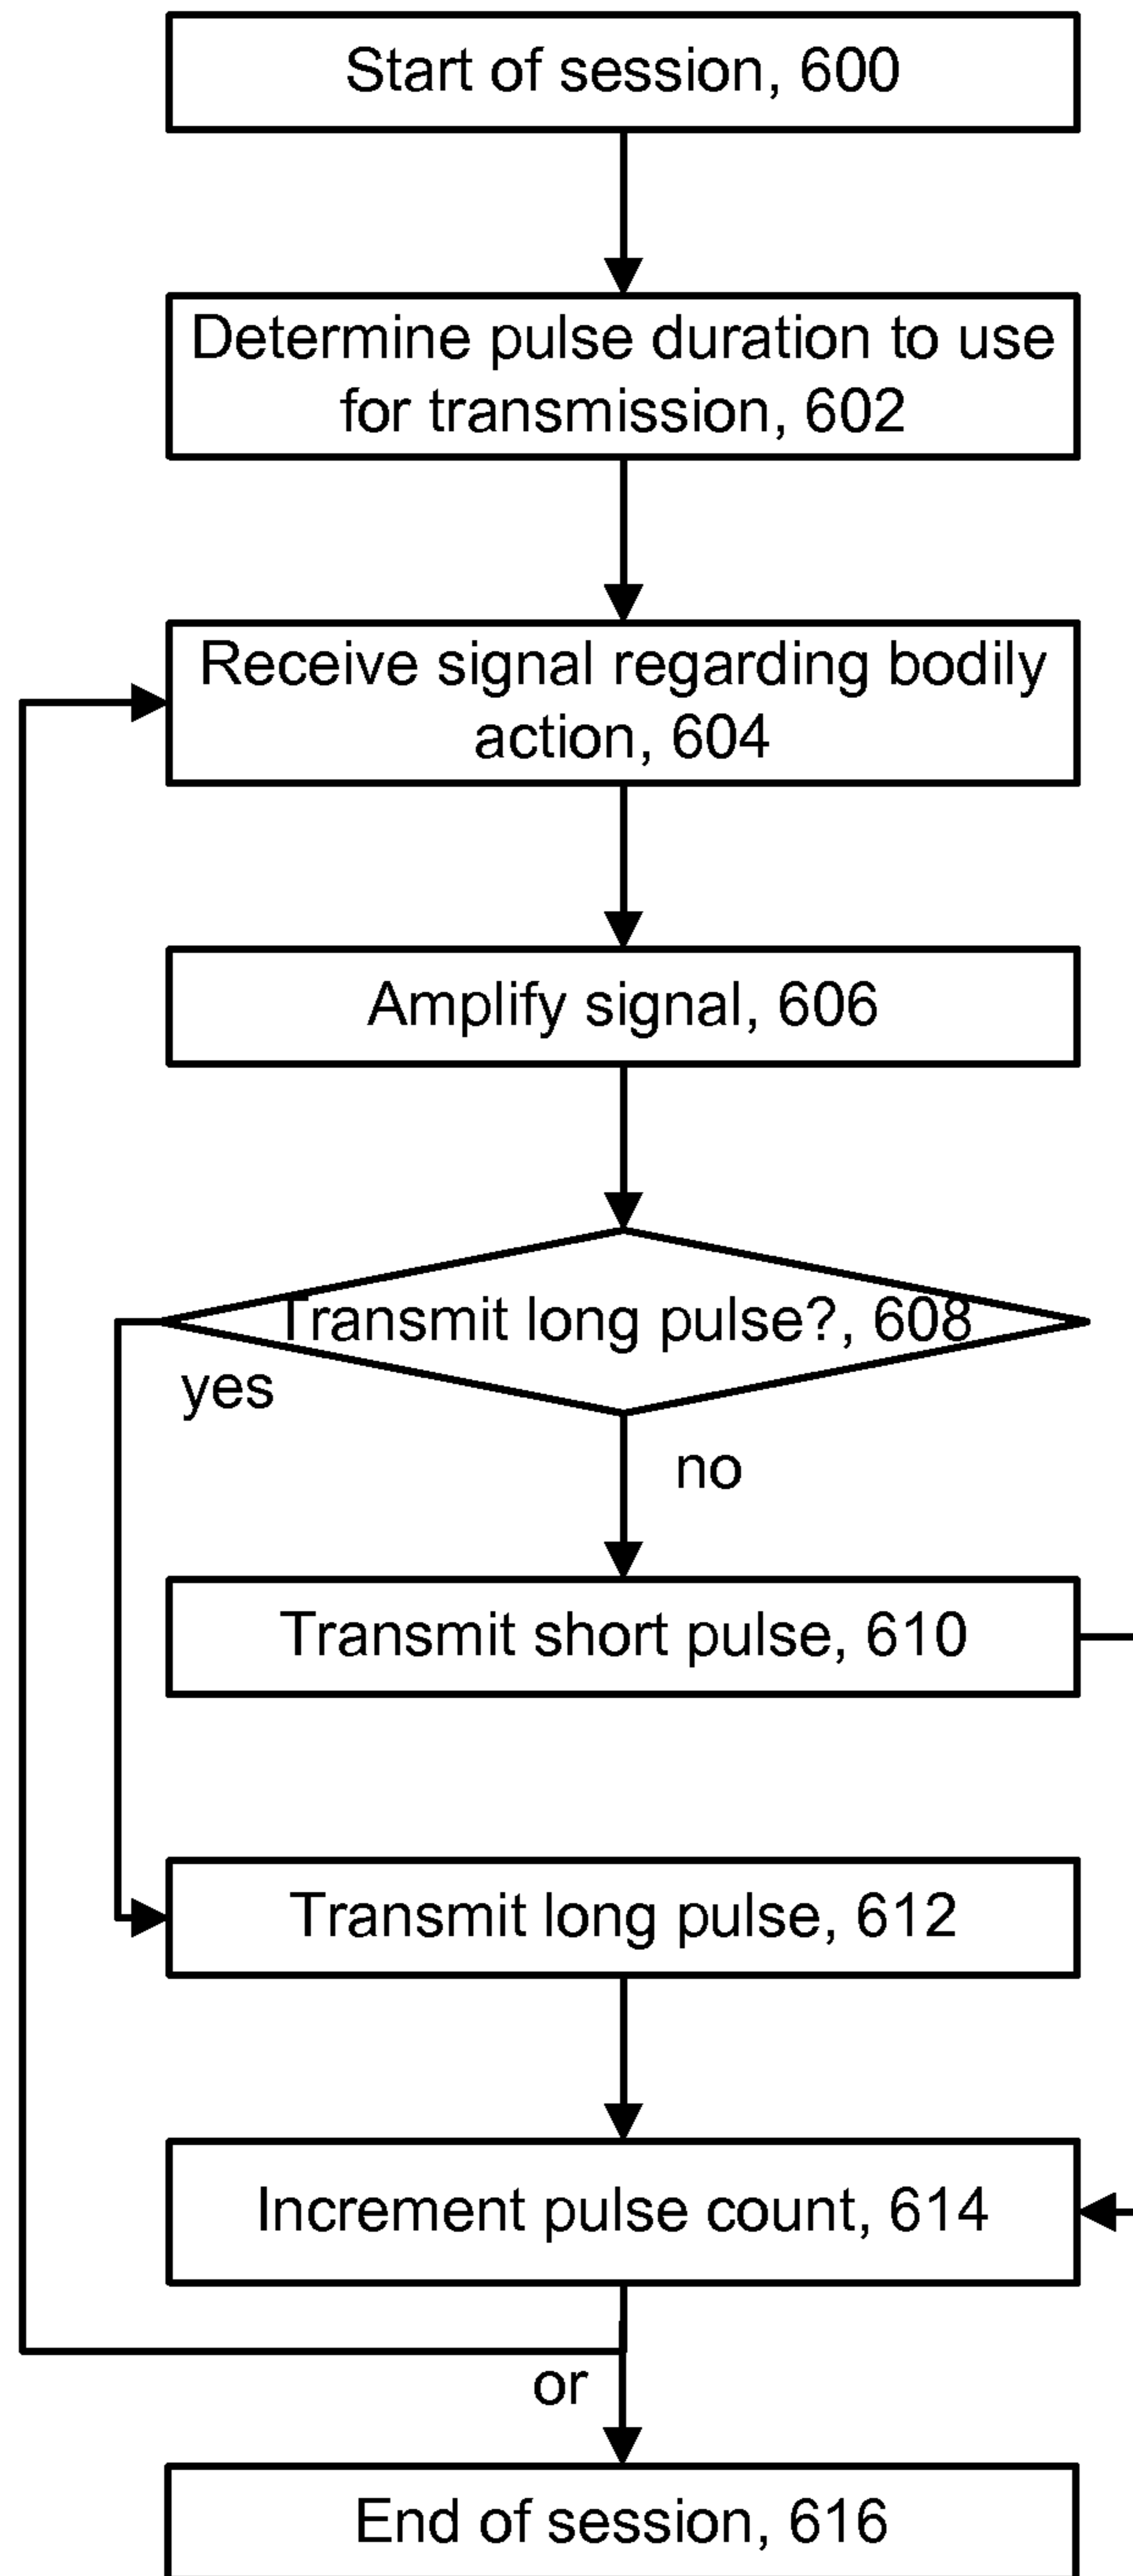 Start of session, 600
Determine pulse duration to use
for transmission, 602
Receive signal regarding bodily
action, 604
Amplify signal, 606
Transmit long pulse?, 608
yes
no
Transmit short pulse, 610
Transmit long pulse, 612
Increment pulse count, 614
or
End of session, 616